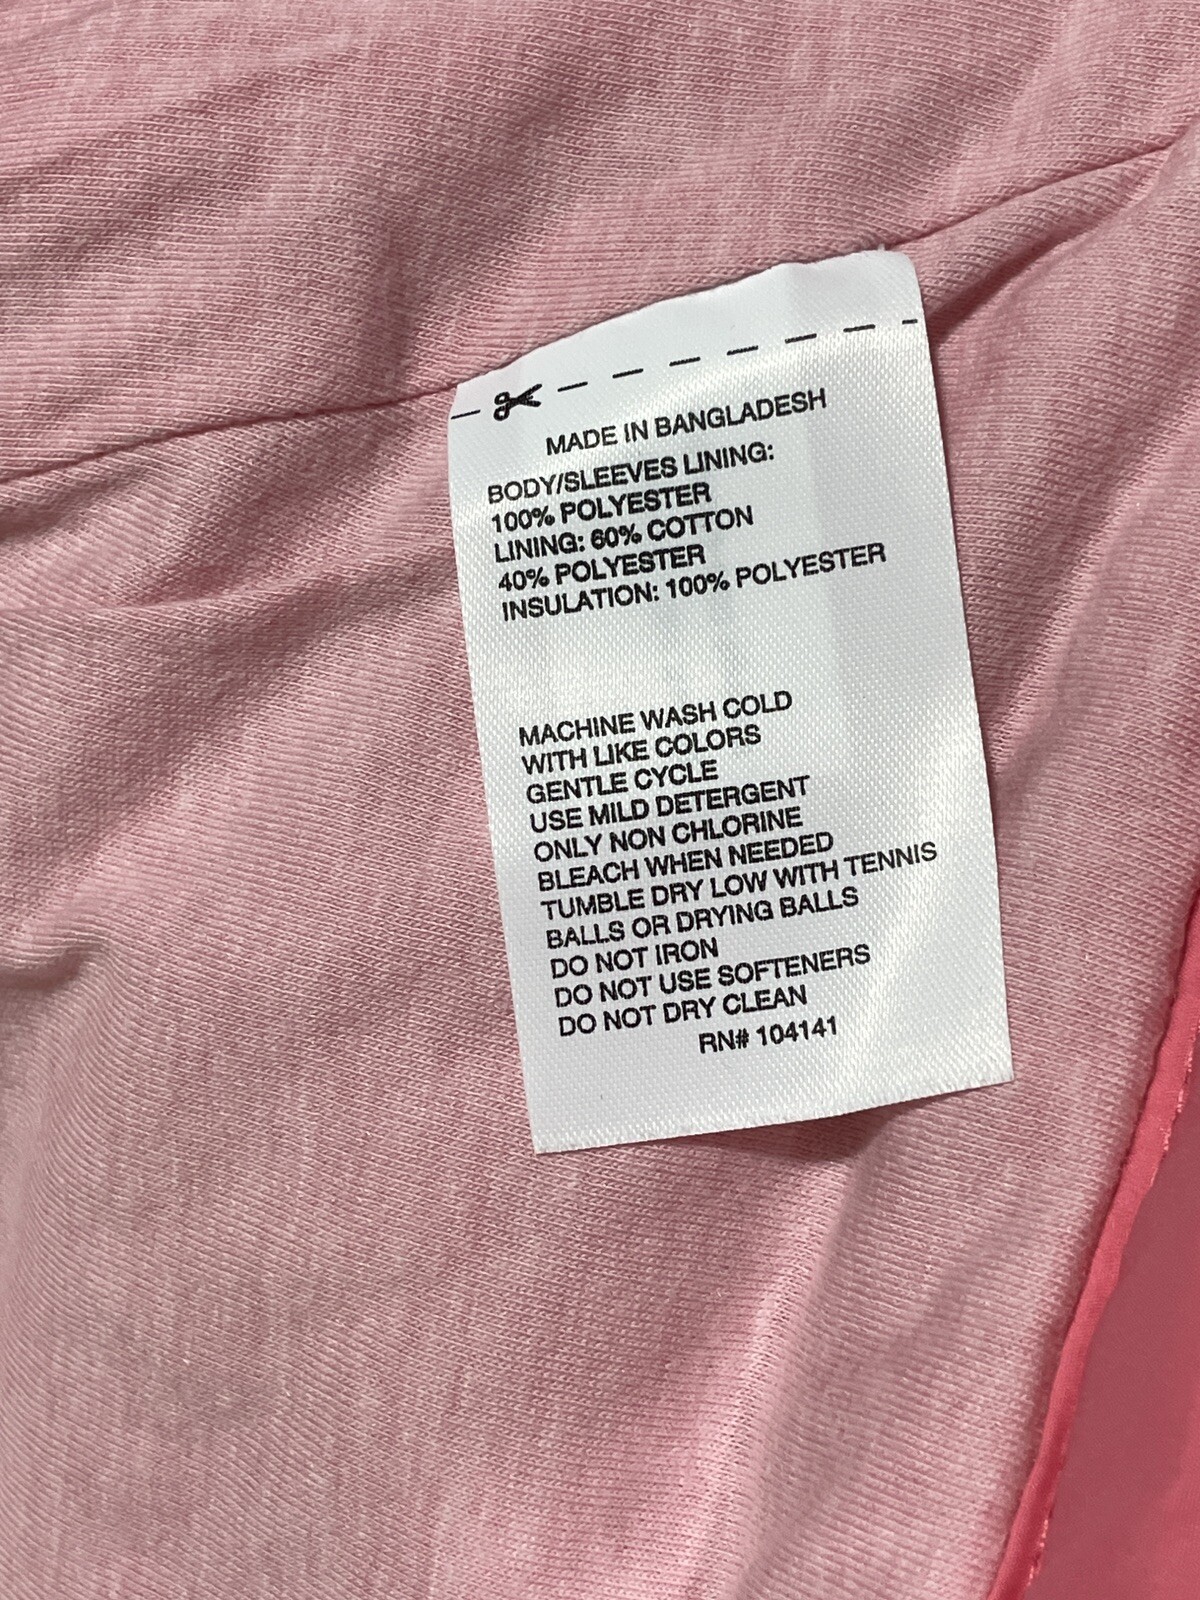 MADE IN BANGLADESH
BODY/SLEEVES LINING:
100% POLYESTER
LINING: 60% COTTON
40% POLYESTER
INSULATION: 100% POLYESTER
MACHINE WASH COLD
WITH LIKE COLORS
GENTLE CYCLE
USE MILD DETERGENT
ONLY NON CHLORINE
BLEACH WHEN NEEDED
TUMBLE DRY LOW WITH TENNIS
BALLS OR DRYING BALLS
DO NOT IRON
DO NOT USE SOFTENERS
DO NOT DRY CLEAN
RN# 104141